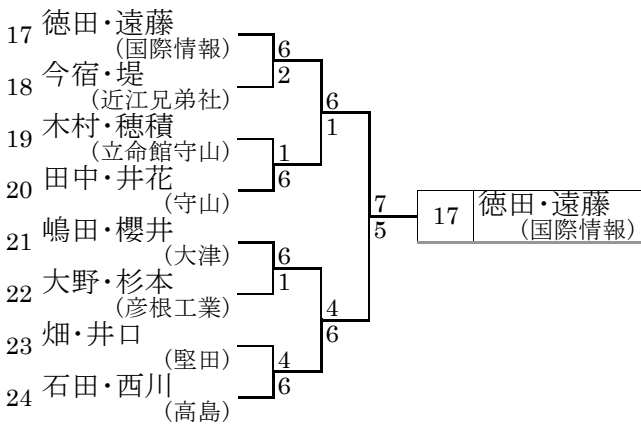 17 徳田・遠藤
(国際情報)
6
2
18 今宿・堤
(近江兄弟社)
6
1
19 木村・穂積
(立命館守山)
1
6
20 田中・井花
(守山)
7
5
17 徳田・遠藤
(国際情報)
21 嶋田・櫻井
(大津)
6
1
22 大野・杉本
(彦根工業)
4
6
23 畑・井口
(堅田)
4
6
24 石田・西川
(高島)